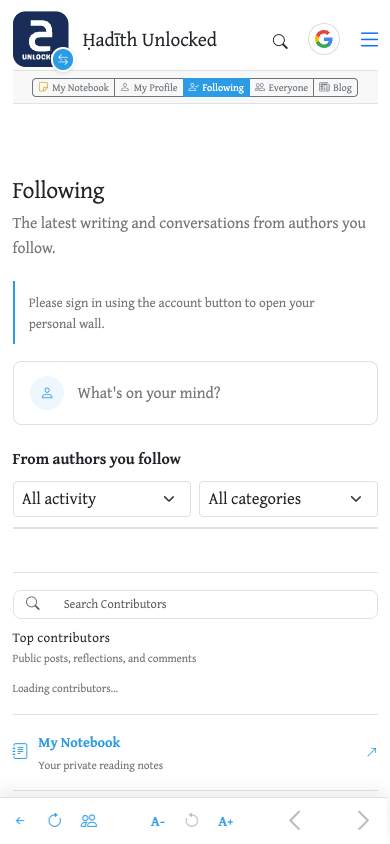 UNLOCK
Ḥadīth Unlocked
My Notebook My Profile Following Everyone Blog
Following
The latest writing and conversations from authors you
follow.
Please sign in using the account button to open your
personal wall.
What's on your mind?
From authors you follow
All activity All categories
Search Contributors
Top contributors
Public posts, reflections, and comments
Loading contributors...
My Notebook
Your private reading notes
A- A+